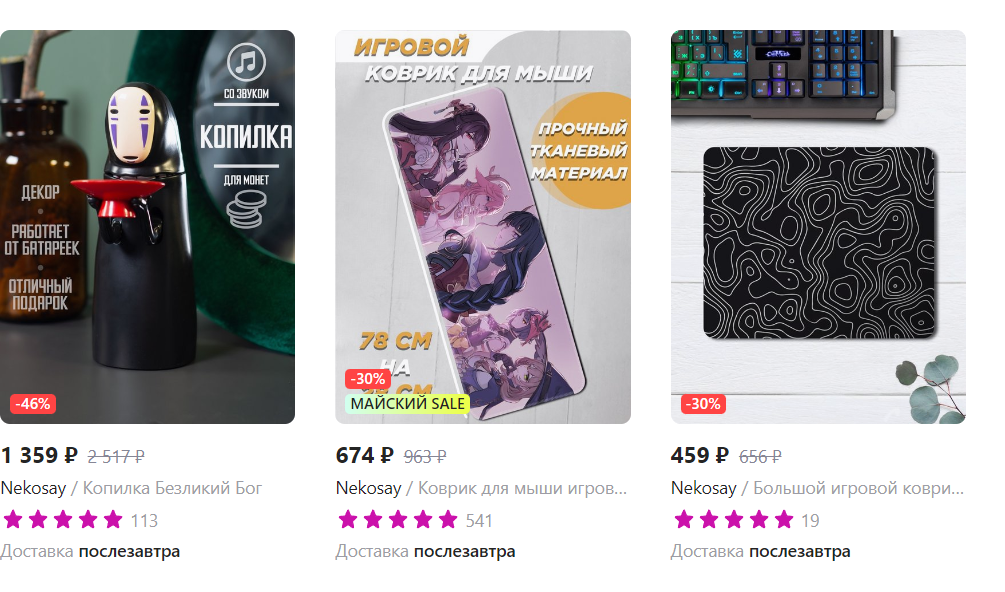 СО ЗВУКОМ
КОПИЛКА
ДЛЯ МОНЕТ
ДЕКОР
РАБОТАЕТ
ОТ БАТАРЕЕК
ОТЛИЧНЫЙ
ПОДАРОК
-46%
1 359 ₽ 2 517 ₽
Nekosay / Копилка Безликий Бог
113
Доставка послезавтра
ИГРОВОЙ
КОВРИК ДЛЯ МЫШИ
ПРОЧНЫЙ
ТКАНЕВЫЙ
МАТЕРИАЛ
78 СМ
НА
СМ
-30%
МАЙСКИЙ SALE
674 ₽ 963 ₽
Nekosay / Коврик для мыши игров...
541
Доставка послезавтра
-30%
459 ₽ 656 ₽
Nekosay / Большой игровой коври...
19
Доставка послезавтра